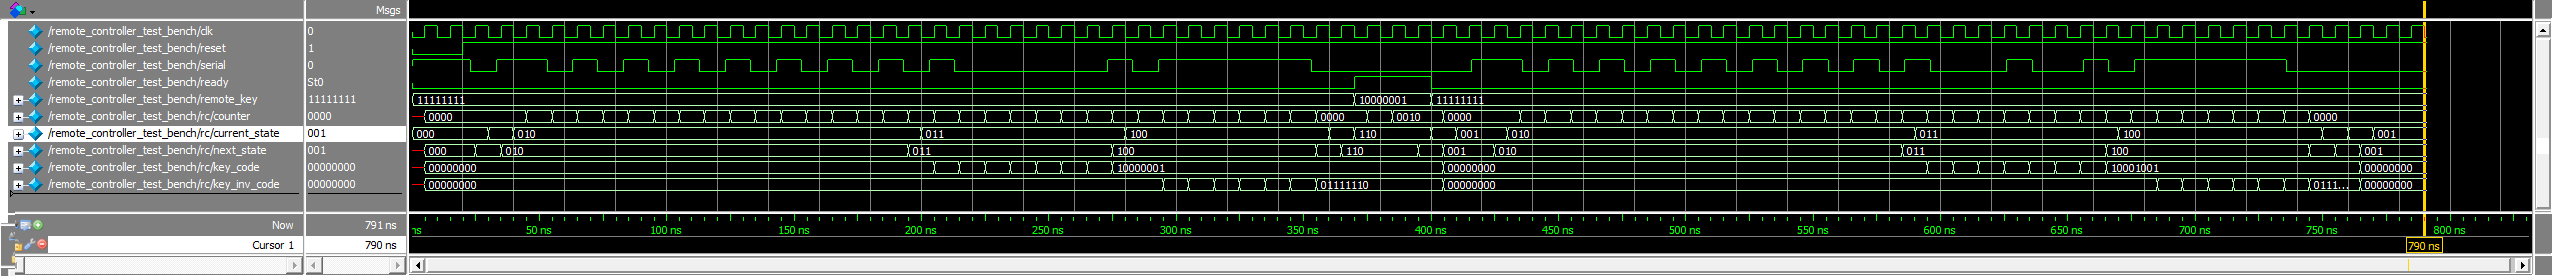 Msgs
/remote_controller_test_bench/clk 0
/remote_controller_test_bench/reset 1
/remote_controller_test_bench/serial 0
/remote_controller_test_bench/ready St0
/remote_controller_test_bench/remote_key 11111111 11111111 10000001 11111111
/remote_controller_test_bench/rc/counter 0000 0000 0000 0010 0000 0000
/remote_controller_test_bench/rc/current_state 001 000 010 011 100 110 001 010 011 100 001
/remote_controller_test_bench/rc/next_state 001 000 010 011 100 110 001 010 011 100 001
/remote_controller_test_bench/rc/key_code 00000000 00000000 10000001 00000000 10001001 00000000
/remote_controller_test_bench/rc/key_inv_code 00000000 00000000 01111110 00000000 0111... 00000000
Now 791 ns ns 50 ns 100 ns 150 ns 200 ns 250 ns 300 ns 350 ns 400 ns 450 ns 500 ns 550 ns 600 ns 650 ns 700 ns 750 ns 800 ns
Cursor 1 790 ns 790 ns